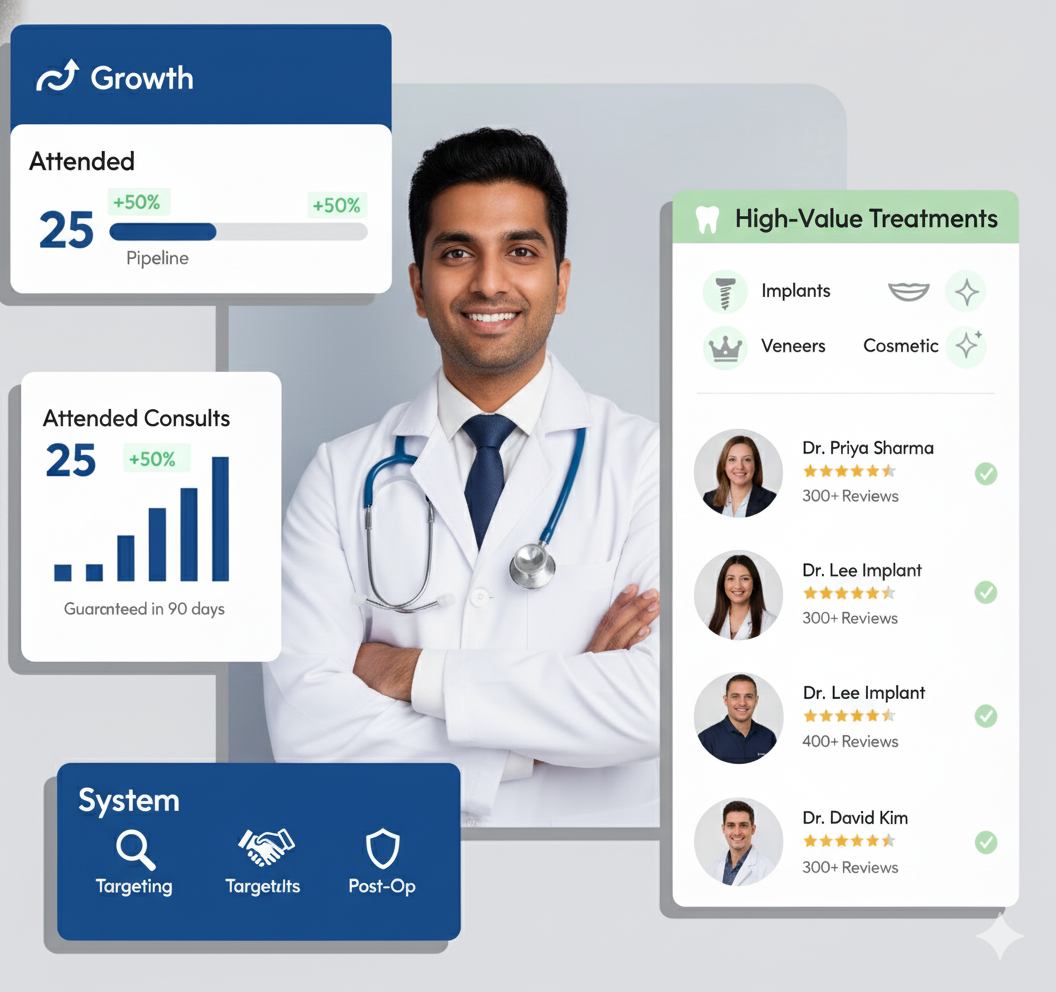 Growth
Attended
+50%
+50%
25
Pipeline
Attended Consults
25
+50%
Guaranteed in 90 days
System
Targeting
Post-Op
High-Value Treatments
Implants
Veneers
Cosmetic
Dr. Priya Sharma
300+ Reviews
Dr. Lee Implant
300+ Reviews
Dr. Lee Implant
400+ Reviews
Dr. David Kim
300+ Reviews